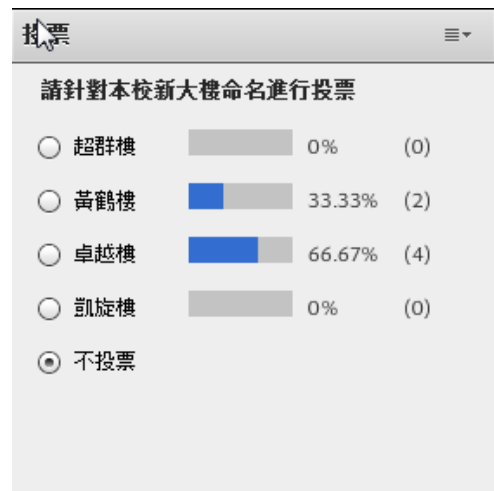 投票
請針對本校新大樓命名進行投票
超群樓 0% (0)
黃鶴樓 33.33% (2)
卓越樓 66.67% (4)
凱旋樓 0% (0)
不投票